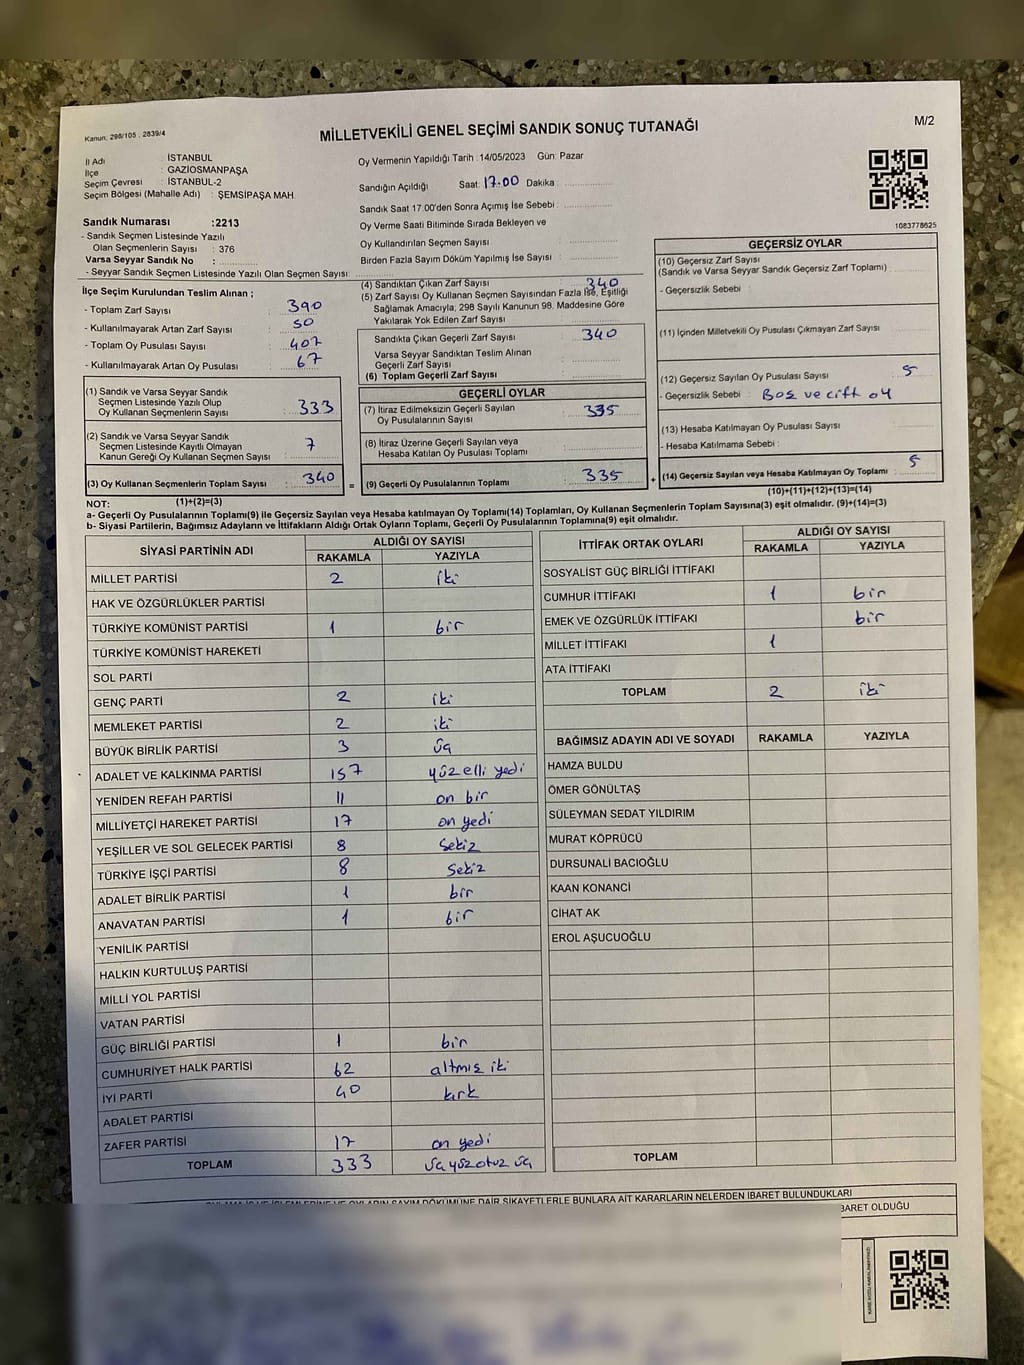 Kanun: 298/105 . 2839/4
MİLLETVEKİLİ GENEL SEÇİMİ SANDIK SONUÇ TUTANAĞI
M/2
İl Adı : İSTANBUL
İlçe : GAZİOSMANPAŞA
Seçim Çevresi : İSTANBUL-2
Seçim Bölgesi (Mahalle Adı) : ŞEMSİPAŞA MAH.
Oy Vermenin Yapıldığı Tarih : 14/05/2023 Gün: Pazar
Sandığın Açıldığı Saat: 17.00 Dakika :
Sandık Saat 17.00'den Sonra Açımış İse Sebebi :
Oy Verme Saati Bitiminde Sırada Bekleyen ve
Oy Kullandırılan Seçmen Sayısı
Birden Fazla Sayım Döküm Yapılmış İse Sayısı :
1083778625
Sandık Numarası :2213
- Sandık Seçmen Listesinde Yazılı
Olan Seçmenlerin Sayısı : 376
Varsa Seyyar Sandık No :
- Seyyar Sandık Seçmen Listesinde Yazılı Olan Seçmen Sayısı:
İlçe Seçim Kurulundan Teslim Alınan ;
- Toplam Zarf Sayısı : 390
- Kullanılmayarak Artan Zarf Sayısı : 50
- Toplam Oy Pusulası Sayısı : 407
- Kullanılmayarak Artan Oy Pusulası : 67
(1) Sandık ve Varsa Seyyar Sandık
Seçmen Listesinde Yazılı Olup
Oy Kullanan Seçmenlerin Sayısı : 333
(2) Sandık ve Varsa Seyyar Sandık
Seçmen Listesinde Kayıtlı Olmayan
Kanun Gereği Oy Kullanan Seçmen Sayısı : 7
(3) Oy Kullanan Seçmenlerin Toplam Sayısı : 340
(1)+(2)=(3)
(4) Sandıktan Çıkan Zarf Sayısı : 340
(5) Zarf Sayısı Oy Kullanan Seçmen Sayısından Fazla İse, Eşitliği
Sağlamak Amacıyla, 298 Sayılı Kanunun 98. Maddesine Göre
Yakılarak Yok Edilen Zarf Sayısı :
Sandıkta Çıkan Geçerli Zarf Sayısı : 340
Varsa Seyyar Sandıktan Teslim Alınan
Geçerli Zarf Sayısı :
(6) Toplam Geçerli Zarf Sayısı :
GEÇERLİ OYLAR
(7) İtiraz Edilmeksizin Geçerli Sayılan
Oy Pusulalarının Sayısı : 335
(8) İtiraz Üzerine Geçerli Sayılan veya
Hesaba Katılan Oy Pusulası Toplamı :
= (9) Geçerli Oy Pusulalarının Toplamı : 335
GEÇERSİZ OYLAR
(10) Geçersiz Zarf Sayısı
(Sandık ve Varsa Seyyar Sandık Geçersiz Zarf Toplamı) :
- Geçersizlik Sebebi :
(11) İçinden Milletvekili Oy Pusulası Çıkmayan Zarf Sayısı :
(12) Geçersiz Sayılan Oy Pusulası Sayısı : 5
- Geçersizlik Sebebi : Boş ve çift oy
(13) Hesaba Katılmayan Oy Pusulası Sayısı :
- Hesaba Katılmama Sebebi :
+ (14) Geçersiz Sayılan veya Hesaba Katılmayan Oy Toplamı : 5
(10)+(11)+(12)+(13)=(14)
NOT:
a- Geçerli Oy Pusulalarının Toplamı(9) ile Geçersiz Sayılan veya Hesaba Katılmayan Oy Toplamı(14) Toplamları, Oy Kullanan Seçmenlerin Toplam Sayısına(3) eşit olmalıdır. (9)+(14)=(3)
b- Siyasi Partilerin, Bağımsız Adayların ve İttifakların Aldığı Ortak Oyların Toplamı, Geçerli Oy Pusulalarının Toplamına(9) eşit olmalıdır.
SİYASİ PARTİNİN ADI ALDIĞI OY SAYISI
RAKAMLA YAZIYLA
MİLLET PARTİSİ 2 iki
HAK VE ÖZGÜRLÜKLER PARTİSİ
TÜRKİYE KOMÜNİST PARTİSİ 1 bir
TÜRKİYE KOMÜNİST HAREKETİ
SOL PARTİ
GENÇ PARTİ 2 iki
MEMLEKET PARTİSİ 2 iki
BÜYÜK BİRLİK PARTİSİ 3 üç
ADALET VE KALKINMA PARTİSİ 157 yüzelli yedi
YENİDEN REFAH PARTİSİ 11 on bir
MİLLİYETÇİ HAREKET PARTİSİ 17 on yedi
YEŞİLLER VE SOL GELECEK PARTİSİ 8 sekiz
TÜRKİYE İŞÇİ PARTİSİ 8 sekiz
ADALET BİRLİK PARTİSİ 1 bir
ANAVATAN PARTİSİ 1 bir
YENİLİK PARTİSİ
HALKIN KURTULUŞ PARTİSİ
MİLLİ YOL PARTİSİ
VATAN PARTİSİ
GÜÇ BİRLİĞİ PARTİSİ 1 bir
CUMHURİYET HALK PARTİSİ 62 altmış iki
İYİ PARTİ 40 kırk
ADALET PARTİSİ
ZAFER PARTİSİ 17 on yedi
TOPLAM 333 üçyüzotuz üç
İTTİFAK ORTAK OYLARI ALDIĞI OY SAYISI
RAKAMLA YAZIYLA
SOSYALİST GÜÇ BİRLİĞİ İTTİFAKI
CUMHUR İTTİFAKI 1 bir
EMEK VE ÖZGÜRLÜK İTTİFAKI bir
MİLLET İTTİFAKI 1
ATA İTTİFAKI
TOPLAM 2 iki
BAĞIMSIZ ADAYIN ADI VE SOYADI RAKAMLA YAZIYLA
HAMZA BULDU
ÖMER GÖNÜLTAŞ
SÜLEYMAN SEDAT YILDIRIM
MURAT KÖPRÜCÜ
DURSUNALİ BACIOĞLU
KAAN KONANCİ
CİHAT AK
EROL AŞUCUOĞLU
TOPLAM
OYLARIN SAYIM DÖKÜMÜNE DAİR ŞİKAYETLERLE BUNLARA AİT KARARLARIN NELERDEN İBARET BULUNDUKLARI
İBARET OLDUĞU